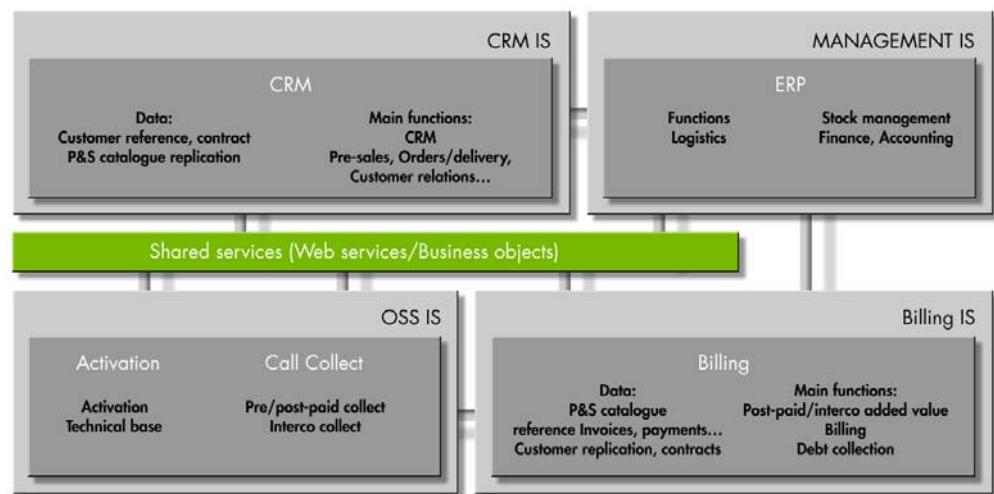 CRM IS
CRM
Data:
Customer reference, contract
P&S catalogue replication
Main functions:
CRM
Pre-sales, Orders/delivery,
Customer relations...
MANAGEMENT IS
ERP
Functions
Logistics
Stock management
Finance, Accounting
Shared services (Web services/Business objects)
OSS IS
Activation
Activation
Technical base
Call Collect
Pre/post-paid collect
Interco collect
Billing IS
Billing
Data:
P&S catalogue
reference Invoices, payments...
Customer replication, contracts
Main functions:
Post-paid/interco added value
Billing
Debt collection